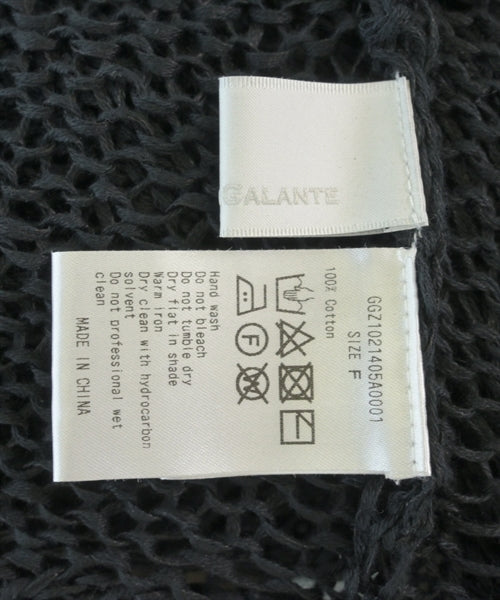 GALANTE
GGZ1021405A0001
SIZE F
100% Cotton
F
W
Hand wash
Do not bleach
Do not tumble dry
Dry flat in shade
Warm iron
Dry clean with hydrocarbon
solvent
Do not professional wet
clean
MADE IN CHINA